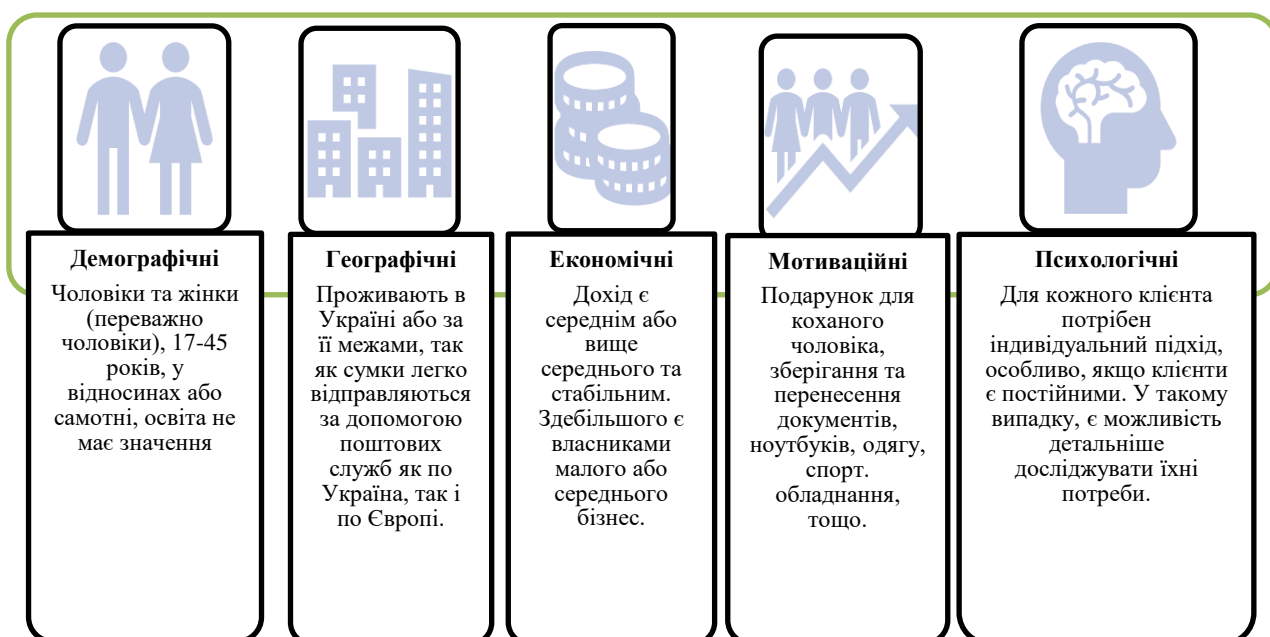 Демографічні
Чоловіки та жінки
(переважно
чоловіки), 17-45
років, у
відносинах або
самотні, освіта не
має значення
Географічні
Проживають в
Україні або за
її межами, так
як сумки легко
відправляються
за допомогою
поштових
служб як по
Україна, так і
по Європі.
Економічні
Дохід є
середнім або
вище
середнього та
стабільним.
Здебільшого є
власниками
малого або
середнього
бізнес.
Мотиваційні
Подарунок для
коханого
чоловіка,
зберігання та
перенесення
документів,
ноутбуків, одягу,
спорт.
обладнання,
тощо.
Психологічні
Для кожного клієнта
потрібен
індивідуальний підхід,
особливо, якщо клієнти
є постійними. У такому
випадку, є можливість
детальніше
досліджувати їхні
потреби.